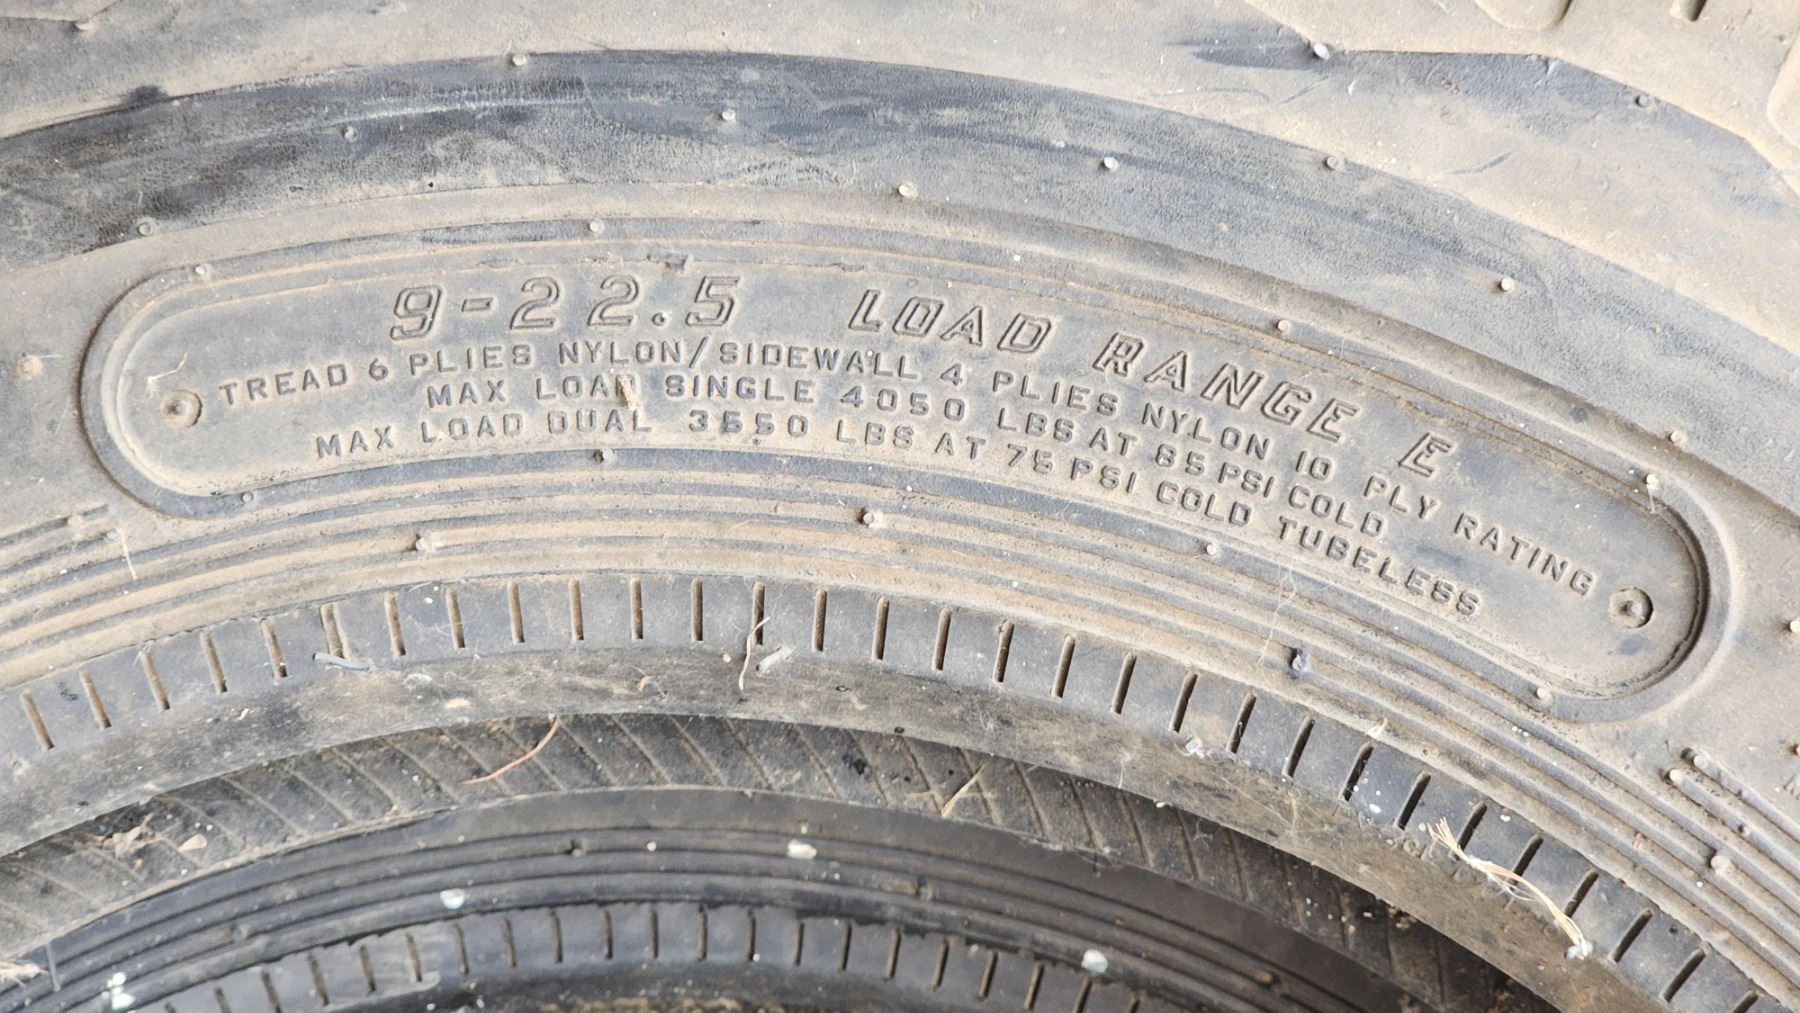 9-22.5 LOAD RANGE E
TREAD 6 PLIES NYLON/SIDEWALL 4 PLIES NYLON 10 PLY RATING
MAX LOAD SINGLE 4050 LBS AT 85 PSI COLD
MAX LOAD DUAL 3550 LBS AT 75 PSI COLD TUBELESS